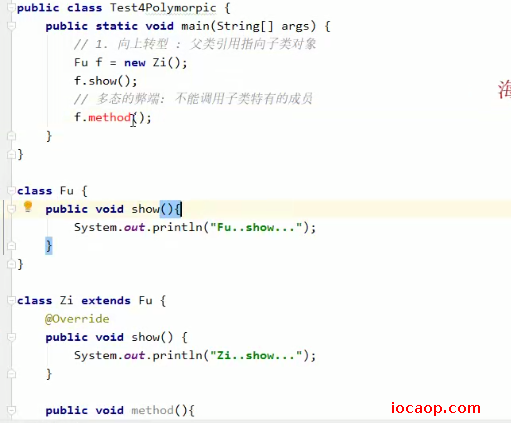 public class Test4Polymorpic {
    public static void main(String[] args) {
        // 1. 向上转型 : 父类引用指向子类对象
        Fu f = new Zi();
        f.show();
        // 多态的弊端: 不能调用子类特有的成员
        f.method();
    }
}
海
class Fu {
    public void show(){
        System.out.println("Fu..show...");
    }
}
class Zi extends Fu {
    @Override
    public void show() {
        System.out.println("Zi..show...");
    }
    public void method(){
iocaop.com